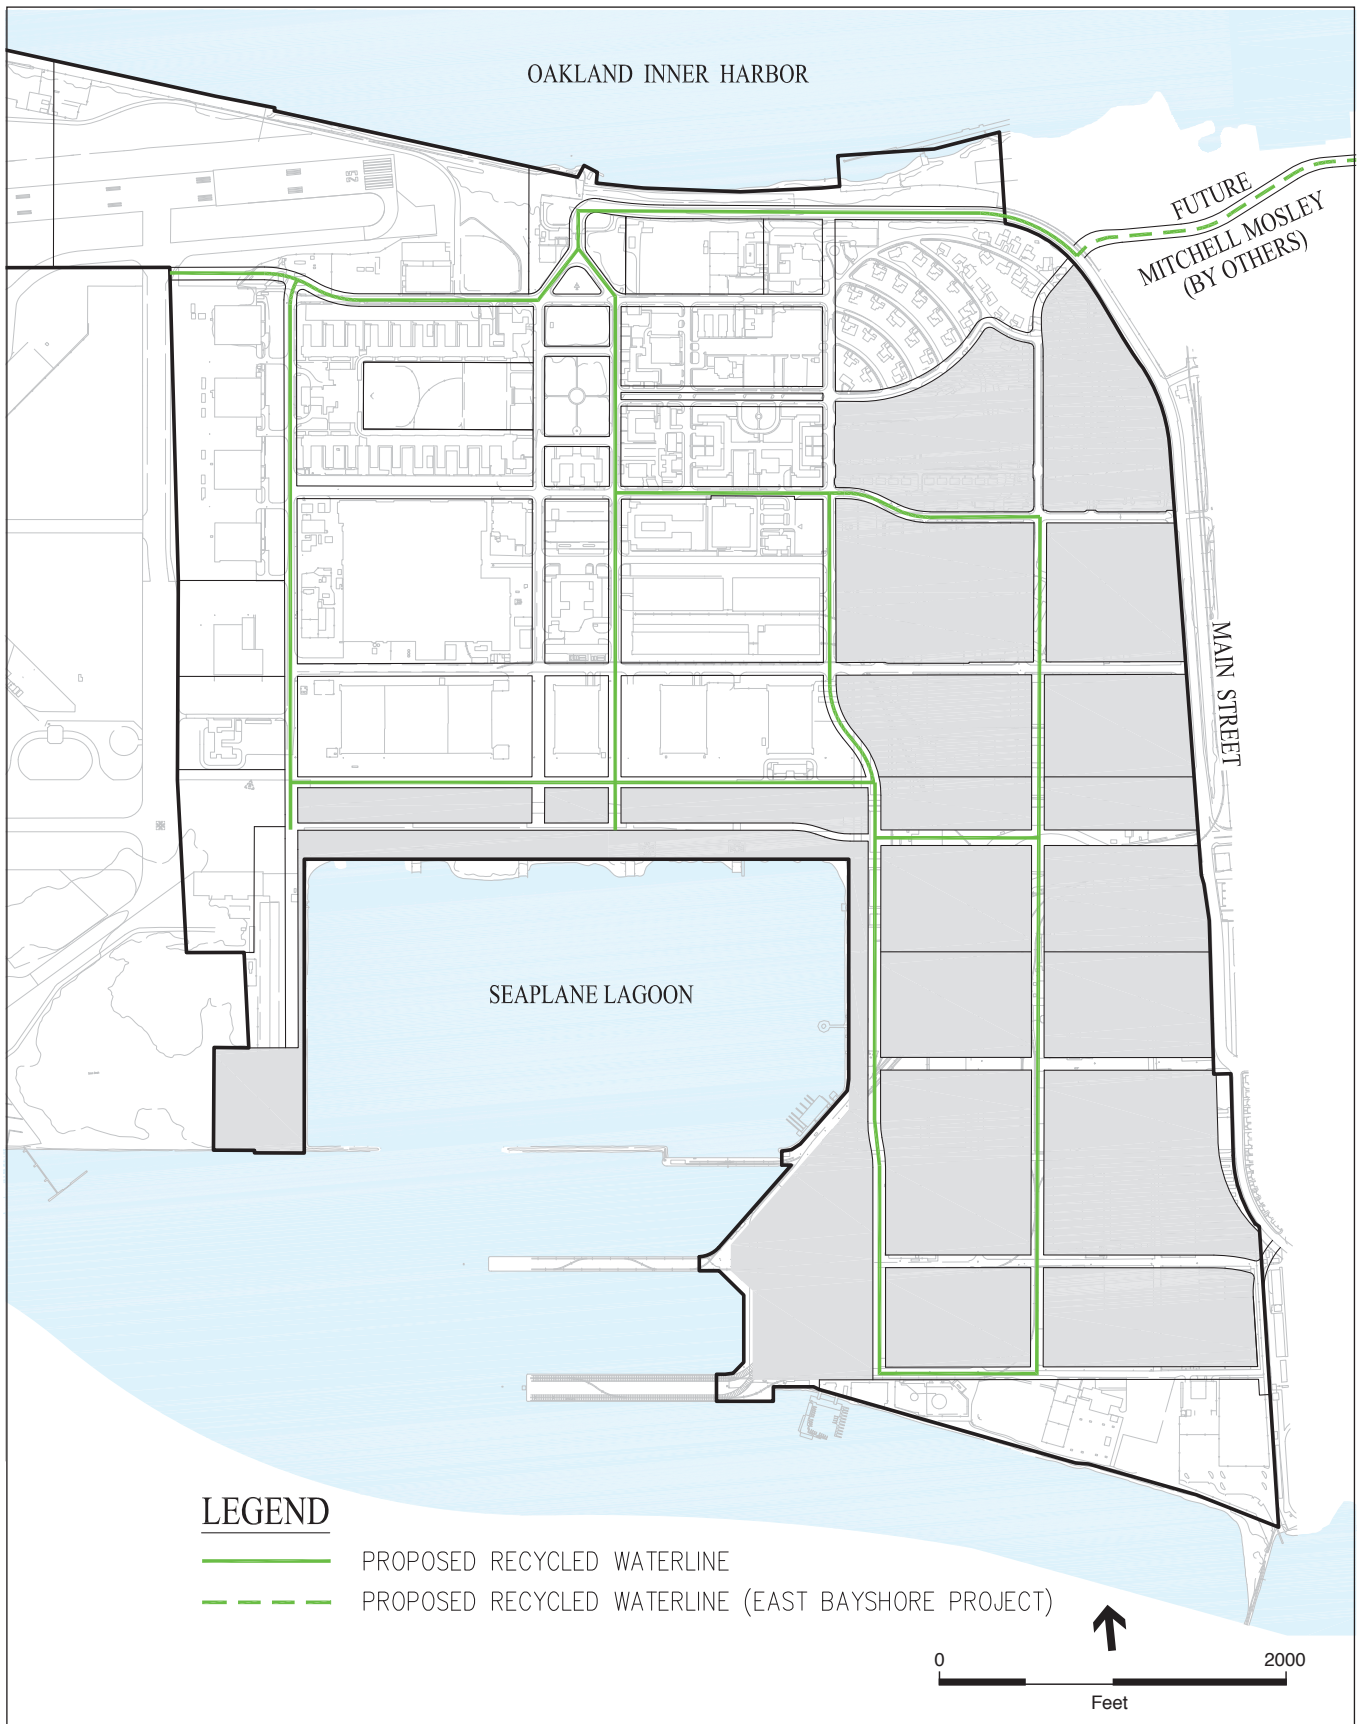 OAKLAND INNER HARBOR
FUTURE
MITCHELL MOSLEY
(BY OTHERS)
MAIN STREET
SEAPLANE LAGOON
LEGEND
PROPOSED RECYCLED WATERLINE
PROPOSED RECYCLED WATERLINE (EAST BAYSHORE PROJECT)
0 2000
Feet